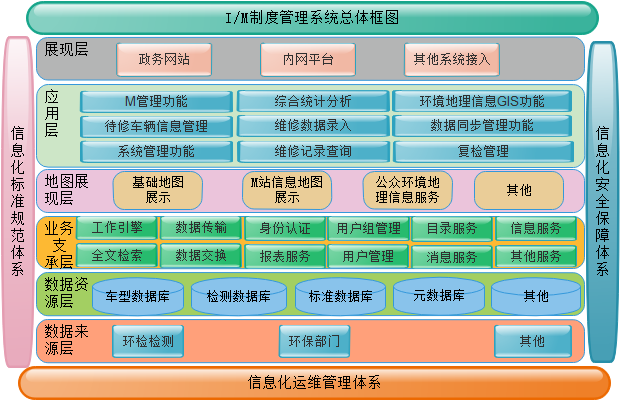 I/M制度管理系统总体框图
展现层
政务网站
内网平台
其他系统接入
应用层
M管理功能
综合统计分析
环境地理信息GIS功能
待修车辆信息管理
维修数据录入
数据同步管理功能
系统管理功能
维修记录查询
复检管理
地图展
现层
基础地图
展示
M站信息地图
展示
公众环境地
理信息服务
其他
业务
支
承层
工作引擎
数据传输
身份认证
用户组管理
目录服务
信息服务
全文检索
数据交换
报表服务
用户管理
消息服务
其他服务
数据资
源层
车型数据库
检测数据库
标准数据库
元数据库
其他
数据来
源层
环检检测
环保部门
其他
信息化标准规范体系
信息化安全保障体系
信息化运维管理体系